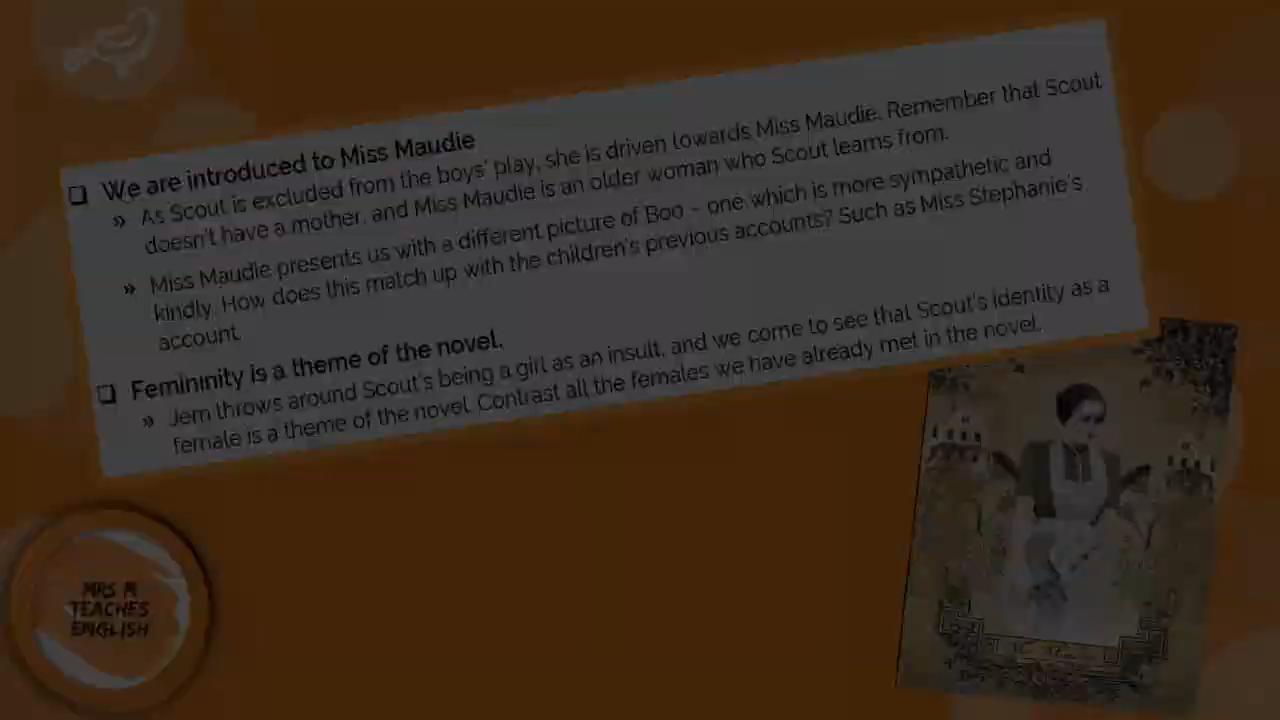 We are introduced to Miss Maudie
As Scout is excluded from the boys' play, she is driven towards Miss Maudie. Remember that Scout
doesn't have a mother, and Miss Maudie is an older woman who Scout learns from.
Miss Maudie presents us with a different picture of Boo - one which is more sympathetic and
kindly. How does this match up with the children's previous accounts? Such as Miss Stephanie's
account.
Femininity is a theme of the novel.
Jem throws around Scout's being a girl as an insult, and we come to see that Scout's identity as a
female is a theme of the novel. Contrast all the females we have already met in the novel.
MRS M
TEACHES
ENGLISH